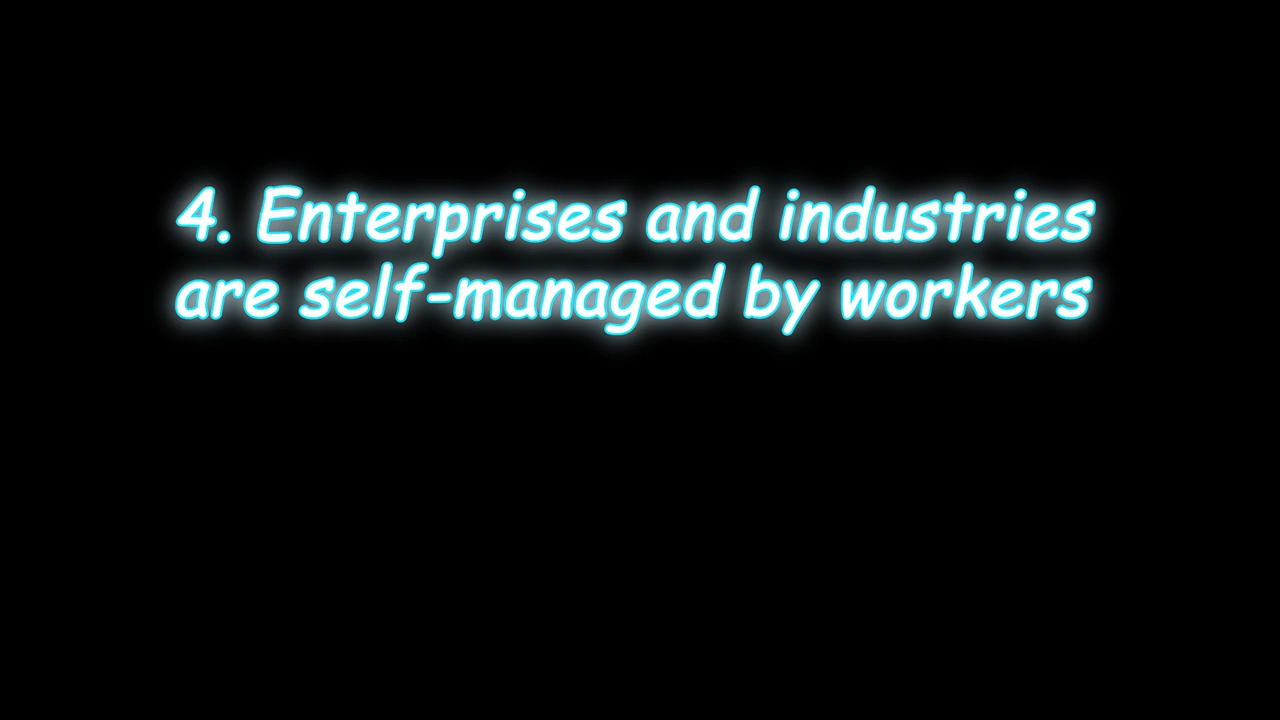 4. Enterprises and industries
are self-managed by workers